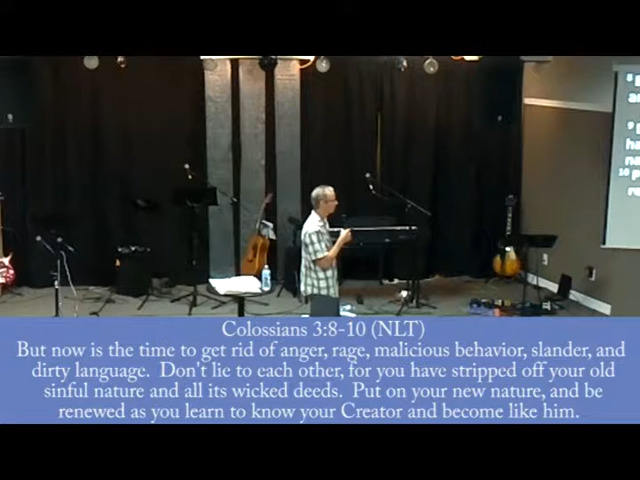 Colossians 3:8-10 (NLT)
But now is the time to get rid of anger, rage, malicious behavior, slander, and
dirty language.  Don't lie to each other, for you have stripped off your old
sinful nature and all its wicked deeds.  Put on your new nature, and be
renewed as you learn to know your Creator and become like him.